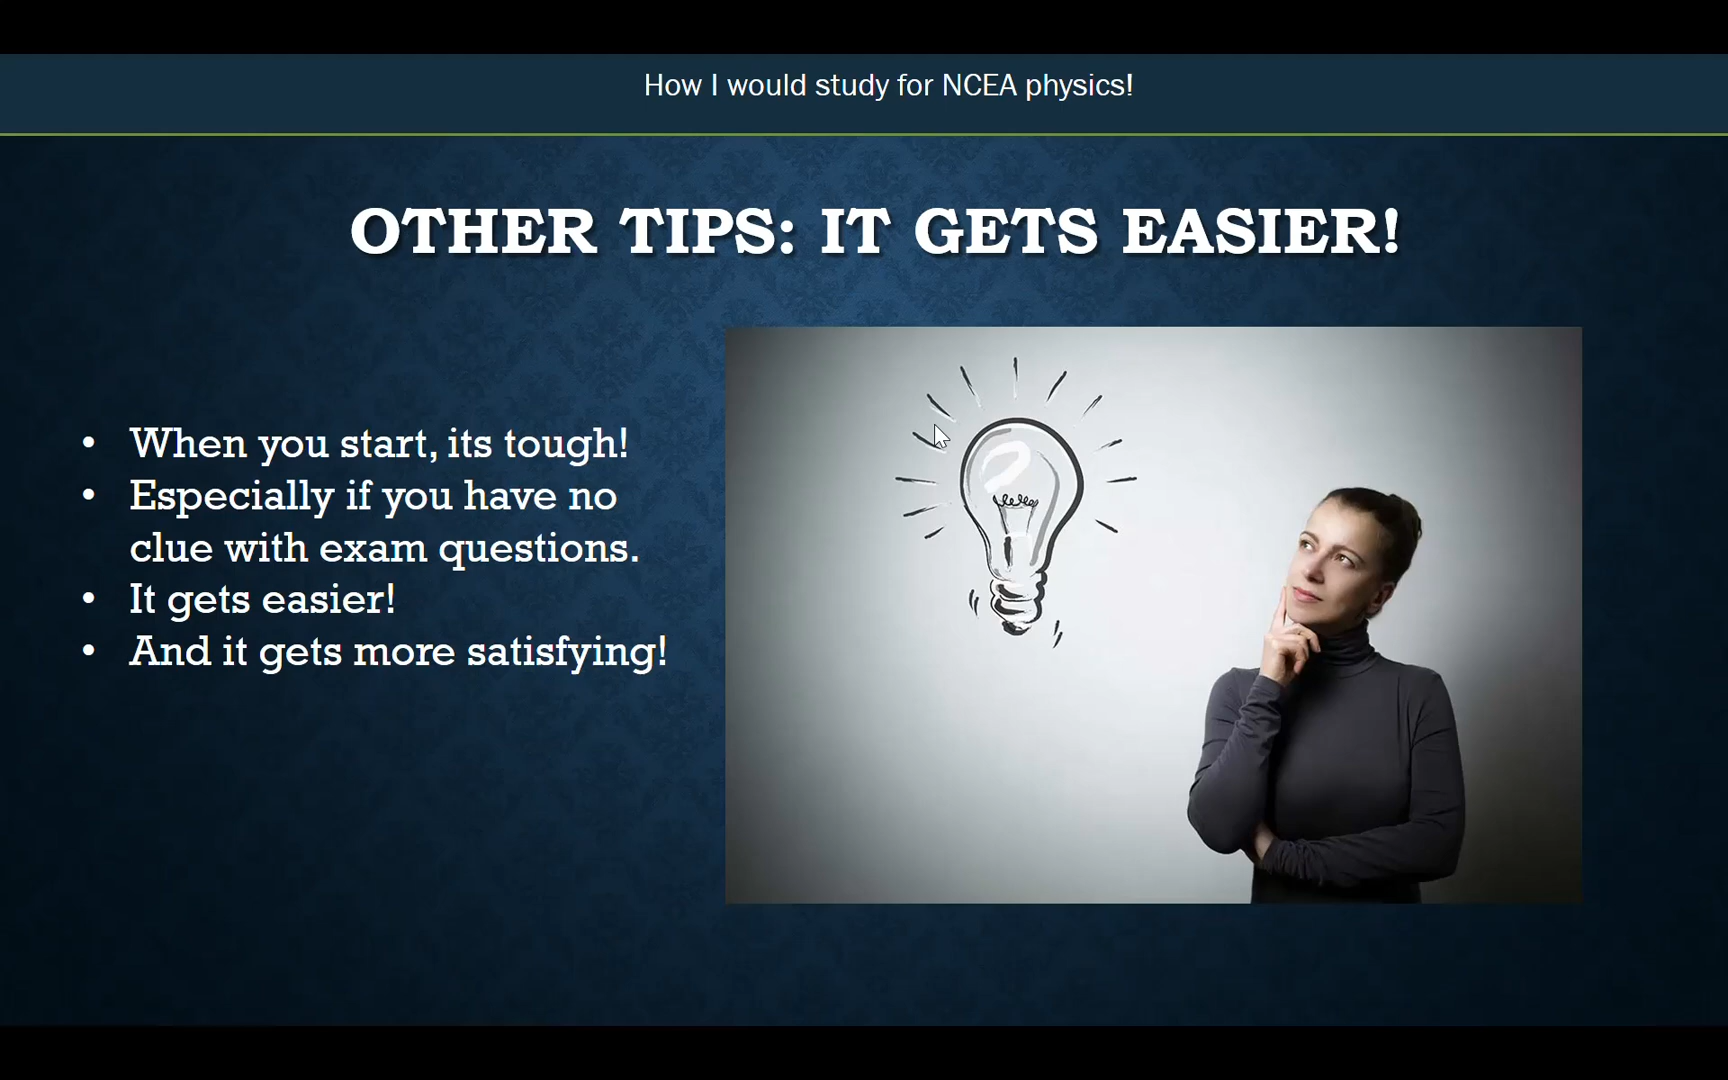 How I would study for NCEA physics!
OTHER TIPS: IT GETS EASIER!
• When you start, its tough!
• Especially if you have no
clue with exam questions.
• It gets easier!
• And it gets more satisfying!